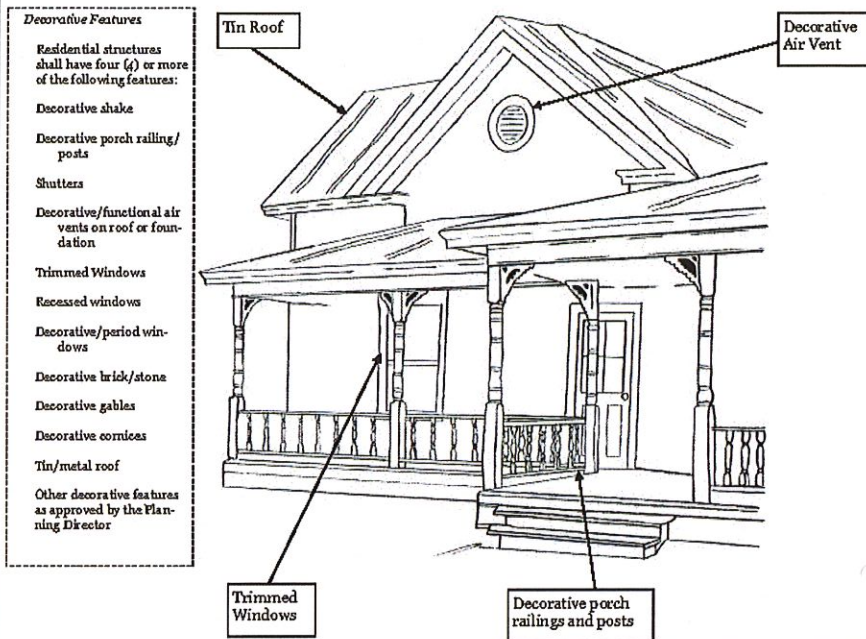 Decorative Features
Residential structures
shall have four (4) or more
of the following features:
Decorative shake
Decorative porch railing/
posts
Shutters
Decorative/functional air
vents on roof or foun-
dation
Trimmed Windows
Recessed windows
Decorative/period win-
dows
Decorative brick/stone
Decorative gables
Decorative cornices
Tin/metal roof
Other decorative features
as approved by the Plan-
ning Director
Tin Roof
Decorative
Air Vent
Trimmed
Windows
Decorative porch
railings and posts